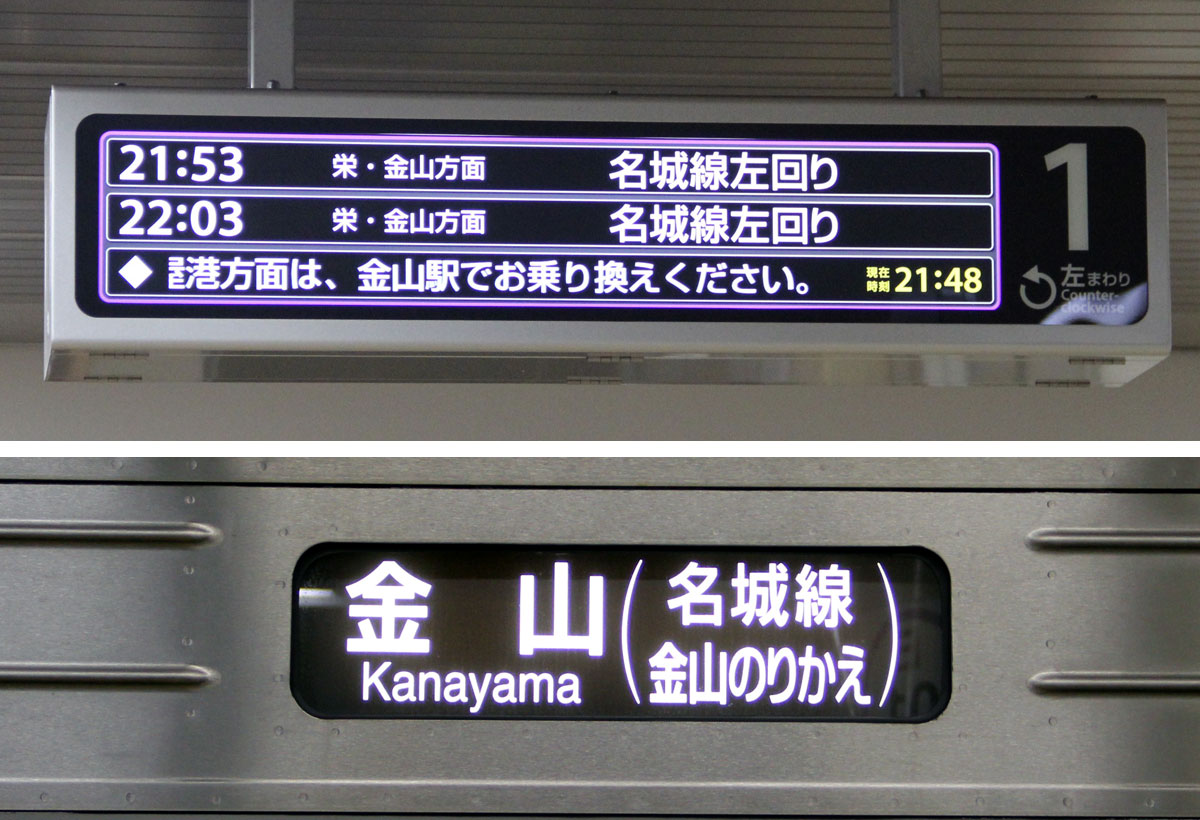 21:53 栄・金山方面 名城線左回り
22:03 栄・金山方面 名城線左回り
◆ 港方面は、金山駅でお乗り換えください。 現在時刻 21:48
1
左まわり
Counter-
clockwise
金山
Kanayama
(名城線
金山のりかえ)